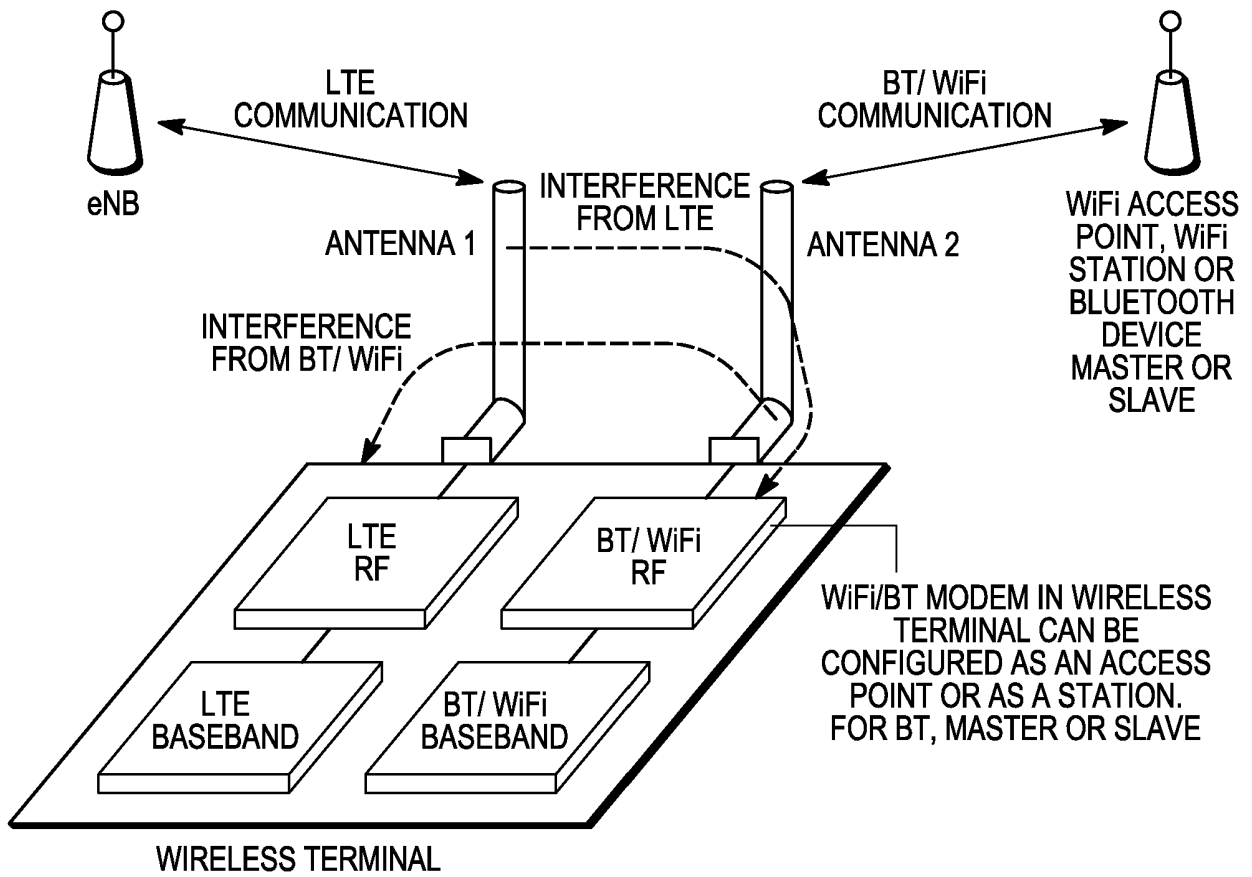 LTE
COMMUNICATION
BT/ WiFi
COMMUNICATION
eNB
INTERFERENCE
FROM LTE
WiFi ACCESS
POINT, WiFi
STATION OR
BLUETOOTH
DEVICE
MASTER OR
SLAVE
ANTENNA 1
ANTENNA 2
INTERFERENCE
FROM BT/ WiFi
LTE
RF
BT/ WiFi
RF
WiFi/BT MODEM IN WIRELESS
TERMINAL CAN BE
CONFIGURED AS AN ACCESS
POINT OR AS A STATION.
FOR BT, MASTER OR SLAVE
LTE
BASEBAND
BT/ WiFi
BASEBAND
WIRELESS TERMINAL